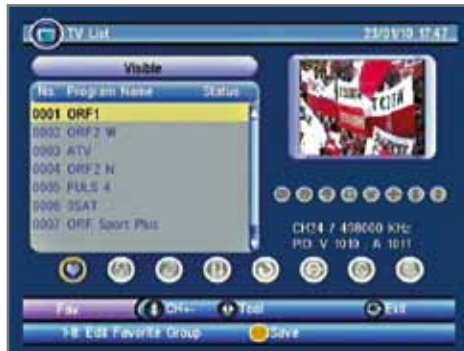 TV List 23/01/10 17:47
Visible
No. Program Name Status
0001 ORF1
0002 ORF2 W
0003 ATV
0004 ORF2 N
0005 PULS 4
0006 3SAT
0007 ORF Sport Plus
CH24 / 498000 KHz
PID: V 1010 , A 1011
Fav CH+- Tool Exit
1-8: Edit Favorite Group Save